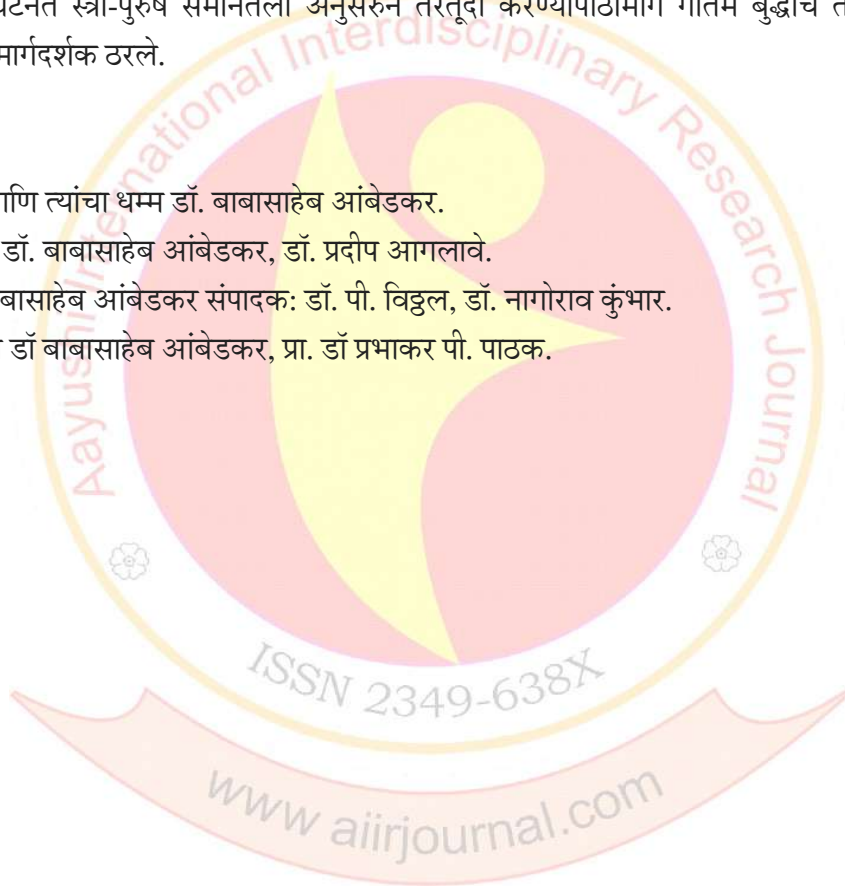 स्त्री-पुरुष समानतेला अनुसरुन तरतूदी करण्यापाठीमागे गौतम बुद्धांचे
मार्गदर्शक ठरले.
आणि त्यांचा धम्म डॉ. बाबासाहेब आंबेडकर.
डॉ. बाबासाहेब आंबेडकर, डॉ. प्रदीप आगलावे.
बासाहेब आंबेडकर संपादक: डॉ. पी. विठ्ठल, डॉ. नागोराव कुंभार.
डॉ बाबासाहेब आंबेडकर, प्रा. डॉ प्रभाकर पी. पाठक.
Aayushi International Interdisciplinary Research Journal
ISSN 2349-638X
www aiirjournal.com